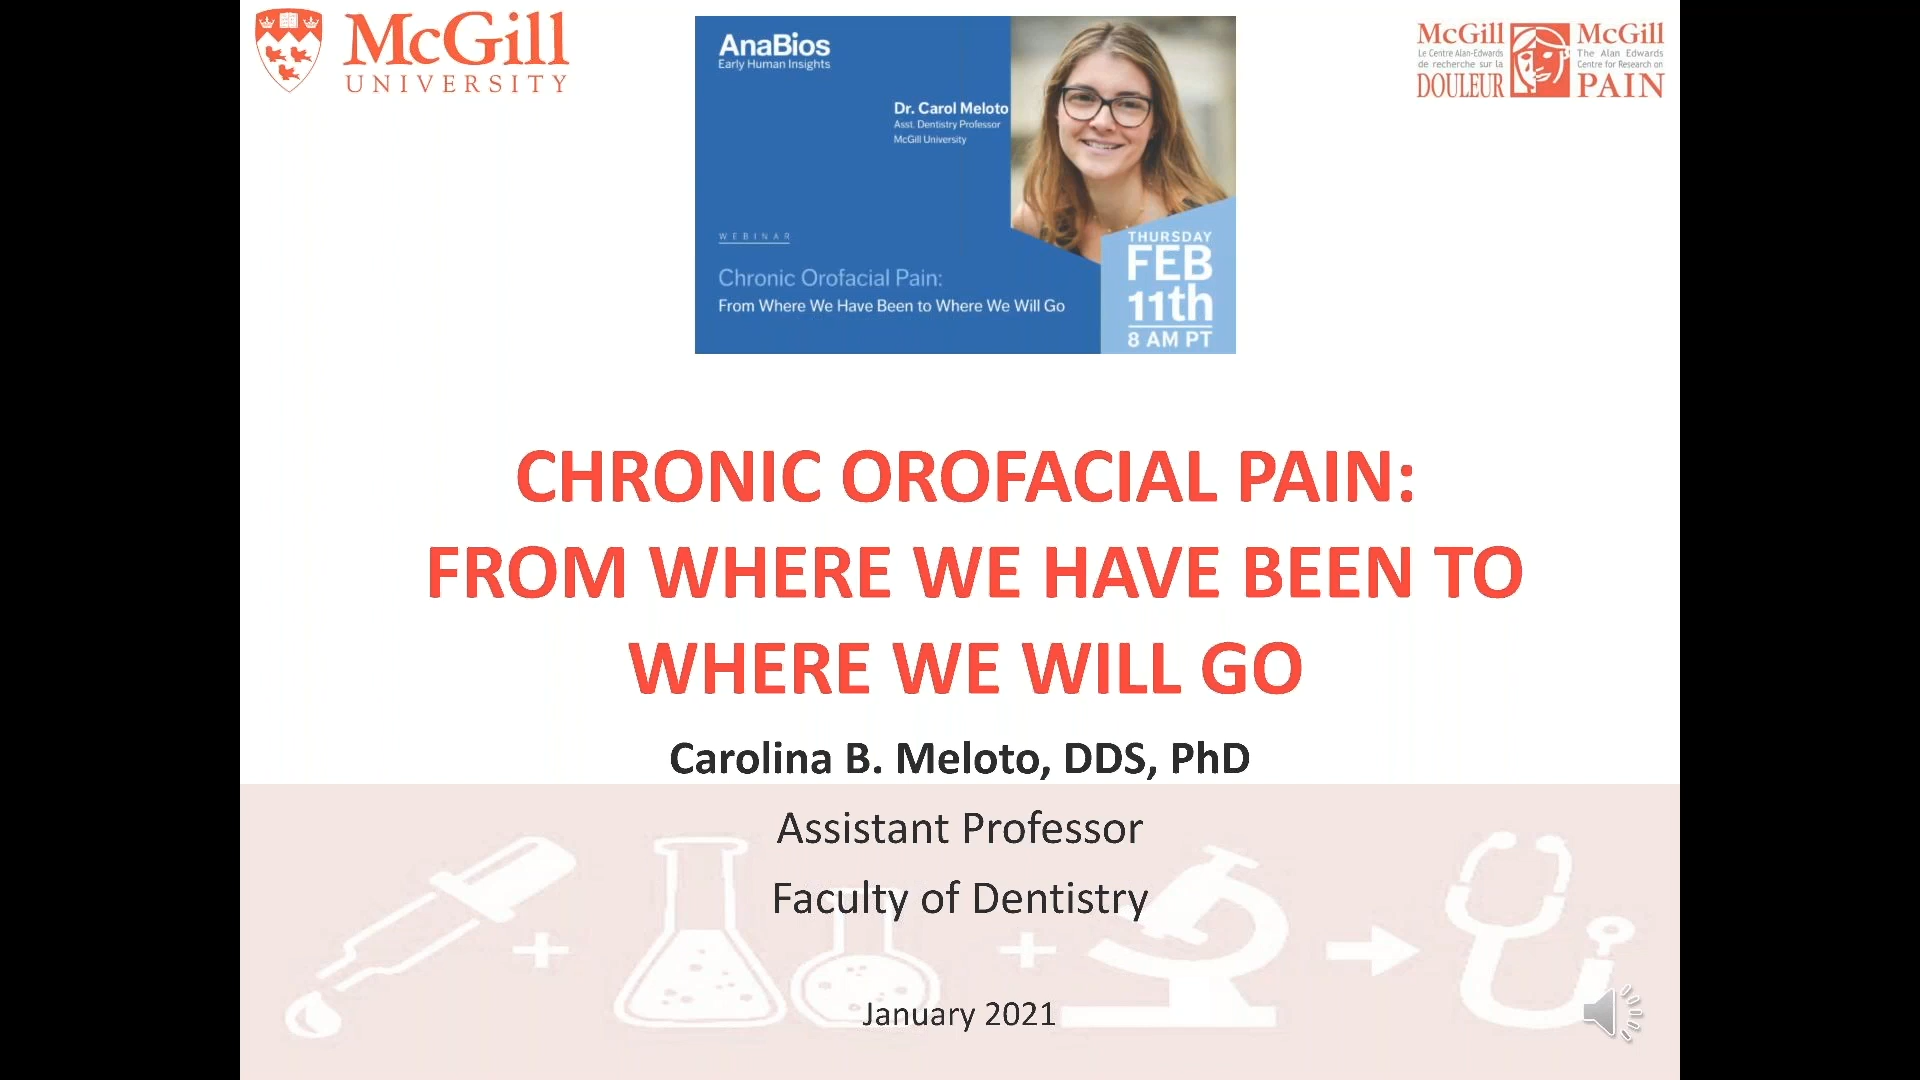 McGill
UNIVERSITY
AnaBios
Early Human Insights
Dr. Carol Meloto
Asst. Dentistry Professor
McGill University
WEBINAR
Chronic Orofacial Pain:
From Where We Have Been to Where We Will Go
THURSDAY
FEB
11th
8 AM PT
McGill
Le Centre Alan-Edwards
de recherche sur la
DOULEUR
McGill
The Alan Edwards
Centre for Research on
PAIN
CHRONIC OROFACIAL PAIN:
FROM WHERE WE HAVE BEEN TO
WHERE WE WILL GO
Carolina B. Meloto, DDS, PhD
Assistant Professor
Faculty of Dentistry
January 2021